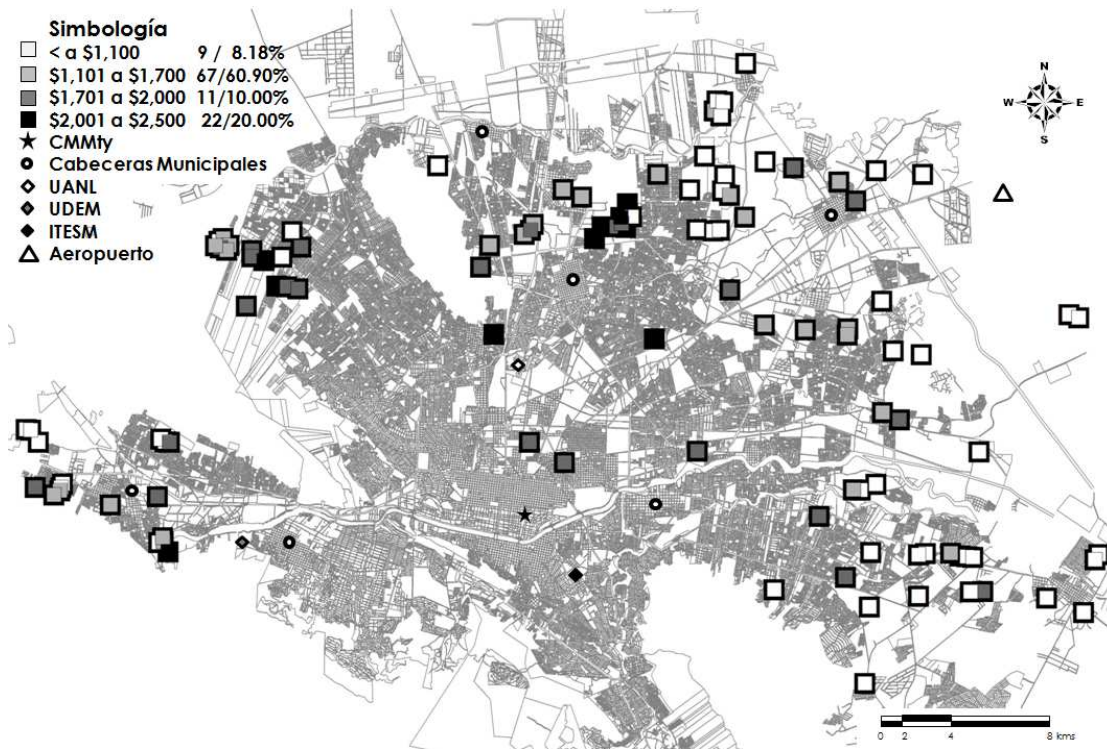 Simbología
< a $1,100 9 / 8.18%
$1,101 a $1,700 67/60.90%
$1,701 a $2,000 11/10.00%
$2,001 a $2,500 22/20.00%
CMMty
Cabeceras Municipales
UANL
UDEM
ITESM
Aeropuerto
N
W E
S
0 2 4 8 kms